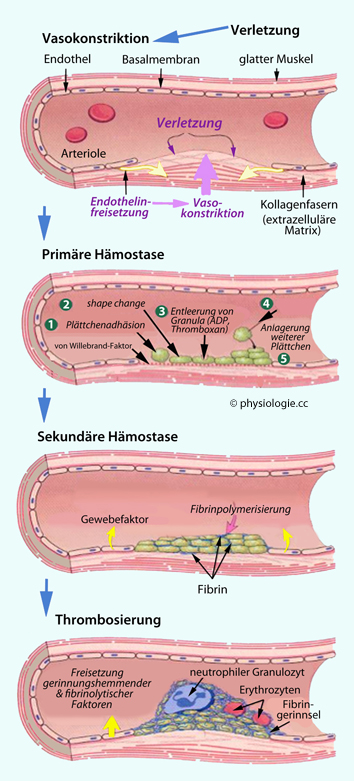 Verletzung
Vasokonstriktion
Endothel
Basalmembran
glatter Muskel
Verletzung
Arteriole
Endothelin-
freisetzung
Vaso-
konstriktion
Kollagenfasern
(extrazelluläre
Matrix)
Primäre Hämostase
2
shape change
3
Entleerung von
Granula (ADP,
Thromboxan)
4
1
Plättchenadhäsion
Anlagerung
weiterer
Plättchen
von Willebrand-Faktor
5
© physiologie.cc
Sekundäre Hämostase
Gewebefaktor
Fibrinpolymerisierung
Fibrin
Thrombosierung
Freisetzung
gerinnungshemmender
& fibrinolytischer
Faktoren
neutrophiler Granulozyt
Erythrozyten
Fibrin-
gerinnsel